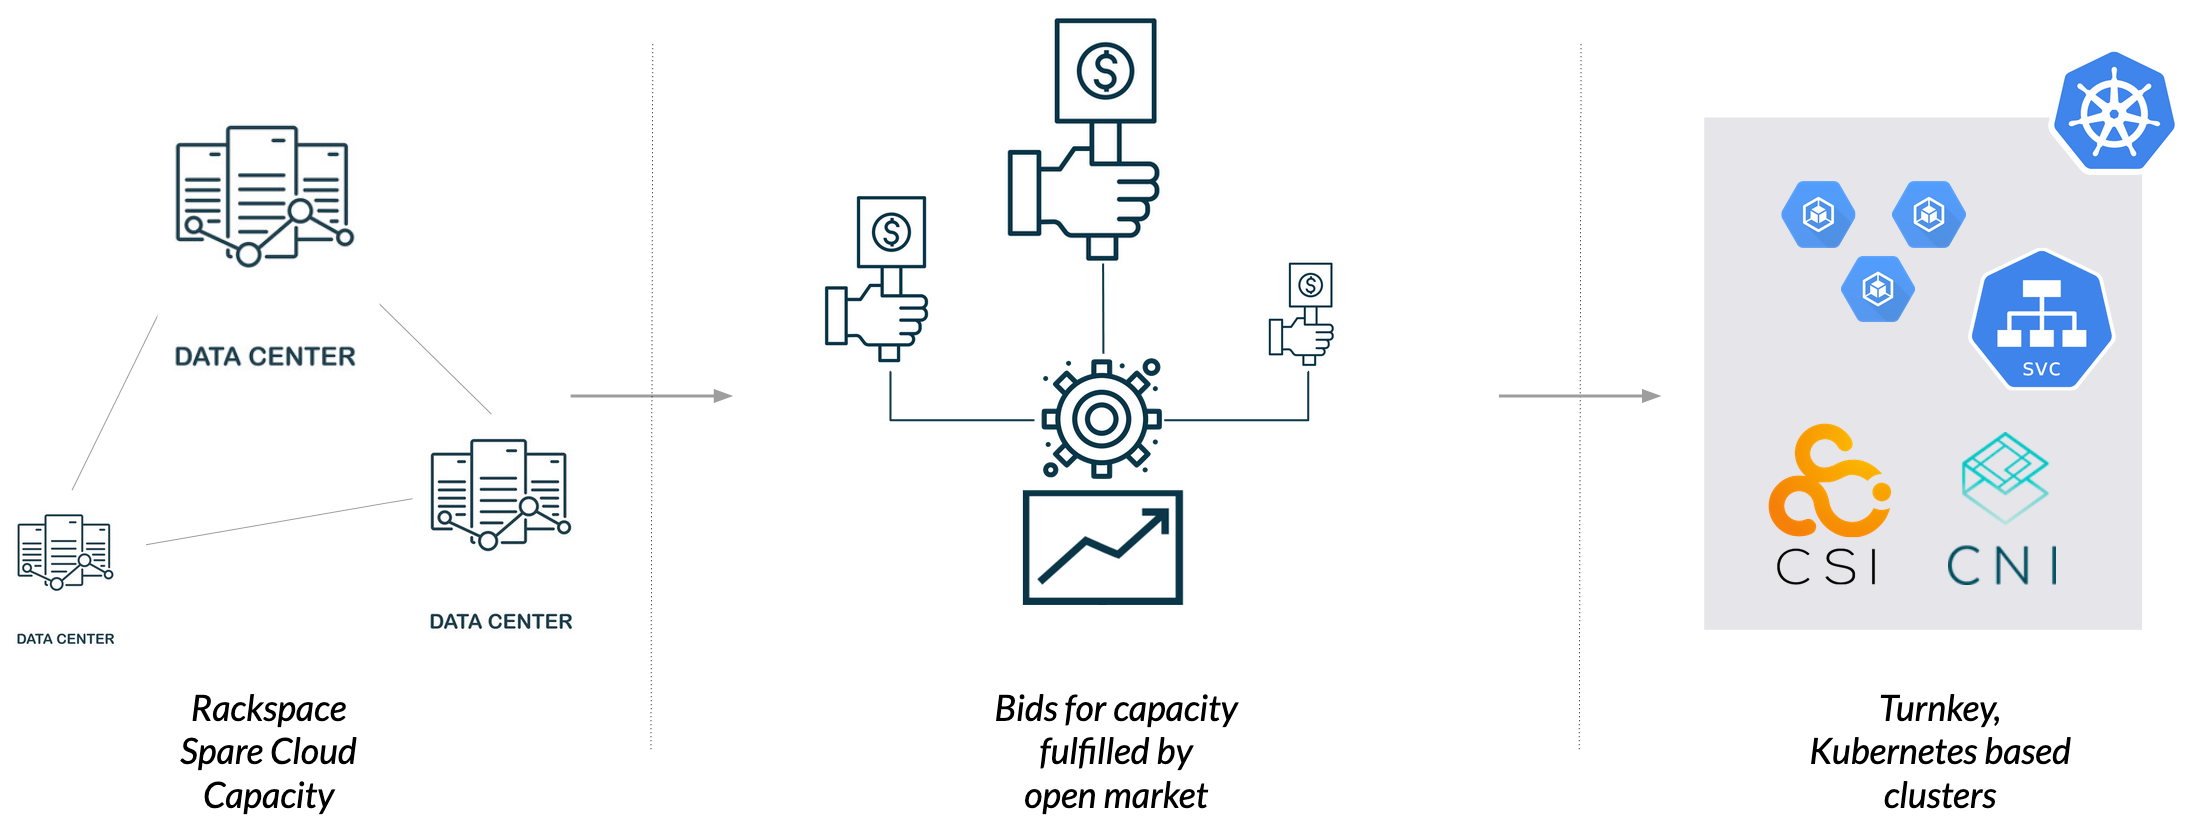 DATA CENTER
DATA CENTER
DATA CENTER
Rackspace
Spare Cloud
Capacity
$
$
$
Bids for capacity
fulfilled by
open market
svc
CSI
CNI
Turnkey,
Kubernetes based
clusters